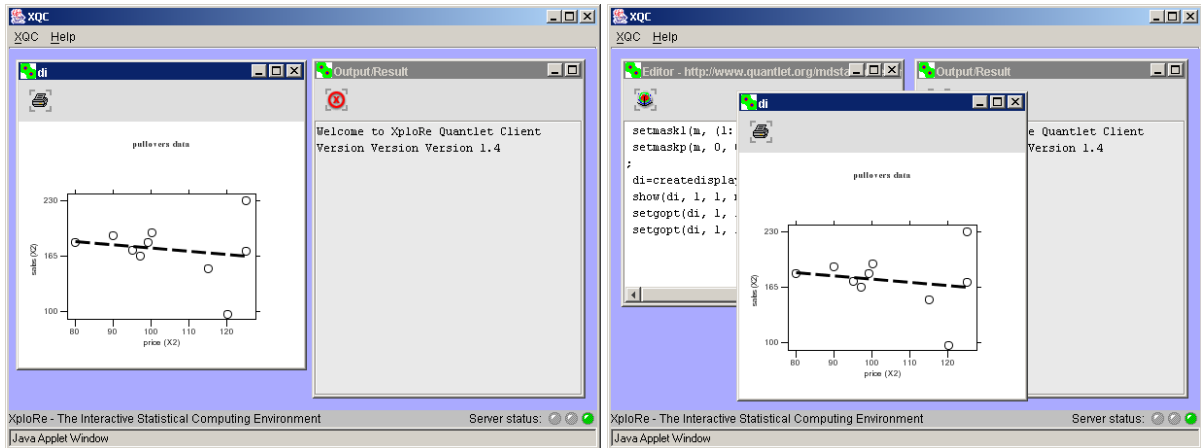 XQC
XQC Help
di
pullovers data
230
165
100
sales (X2)
80 90 100 110 120
price (X2)
Output/Result
Welcome to XploRe Quantlet Client
Version Version Version 1.4
XploRe - The Interactive Statistical Computing Environment
Server status:
Java Applet Window
XQC
XQC Help
Editor - http://www.quantlet.org/mdsta
setmaskl(m, (1:
setmaskp(m, 0,
;
di=createdisplay
show(di, 1, 1,
setgopt(di, 1,
setgopt(di, 1,
di
pullovers data
230
165
100
sales (X2)
80 90 100 110 120
price (X2)
Output/Result
e Quantlet Client
Version 1.4
XploRe - The Interactive Statistical Computing Environment
Server status:
Java Applet Window